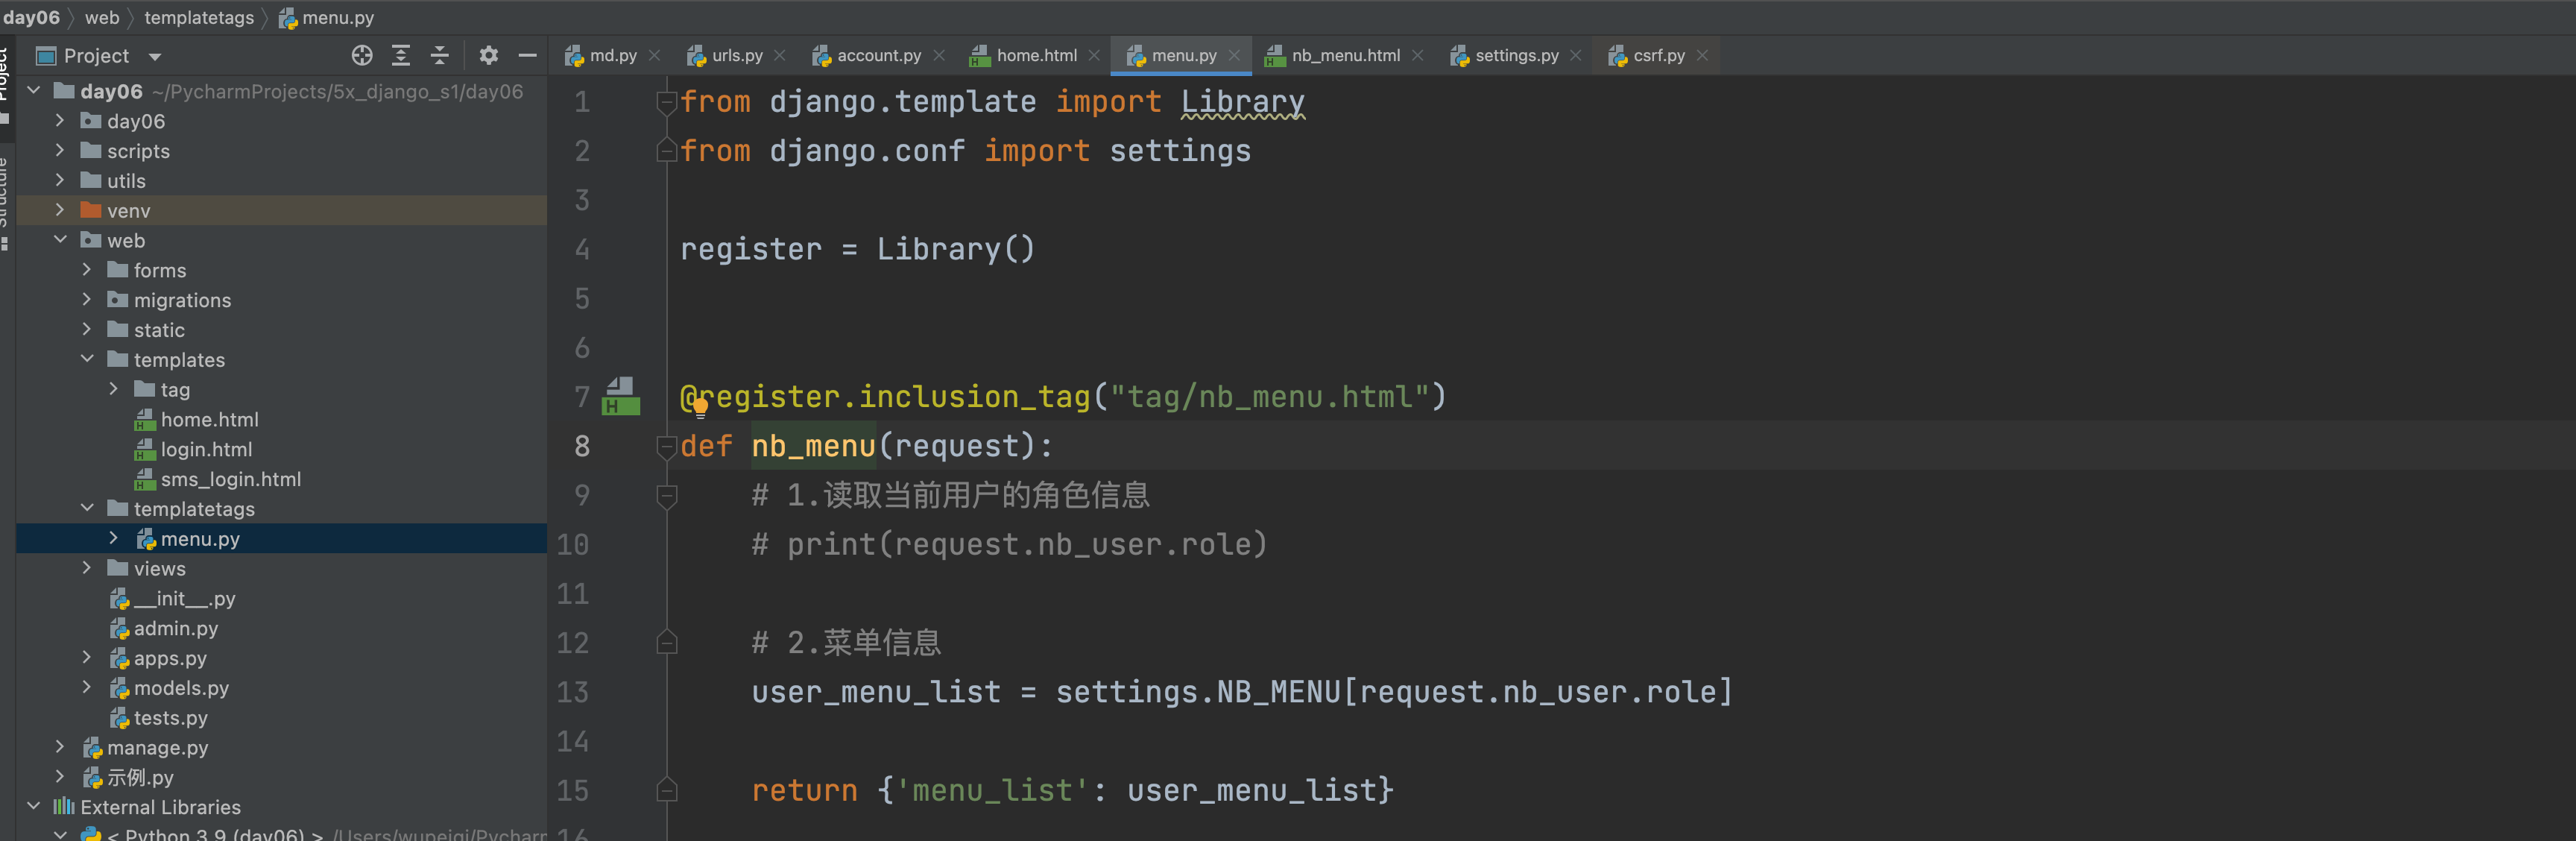 day06 web templatetags menu.py
Project
Structure
Project
day06 ~/PycharmProjects/5x_django_s1/day06
day06
scripts
utils
venv
web
forms
migrations
static
templates
tag
home.html
login.html
sms_login.html
templatetags
menu.py
views
__init__.py
admin.py
apps.py
models.py
tests.py
manage.py
示例.py
External Libraries
< Python 3.9 (day06) > /Users/wupeiqi/Pycharm
md.py urls.py account.py home.html menu.py nb_menu.html settings.py csrf.py
1 from django.template import Library
2 from django.conf import settings
3
4 register = Library()
5
6
7 @register.inclusion_tag("tag/nb_menu.html")
8 def nb_menu(request):
9 # 1.读取当前用户的角色信息
10 # print(request.nb_user.role)
11
12 # 2.菜单信息
13 user_menu_list = settings.NB_MENU[request.nb_user.role]
14
15 return {'menu_list': user_menu_list}
16